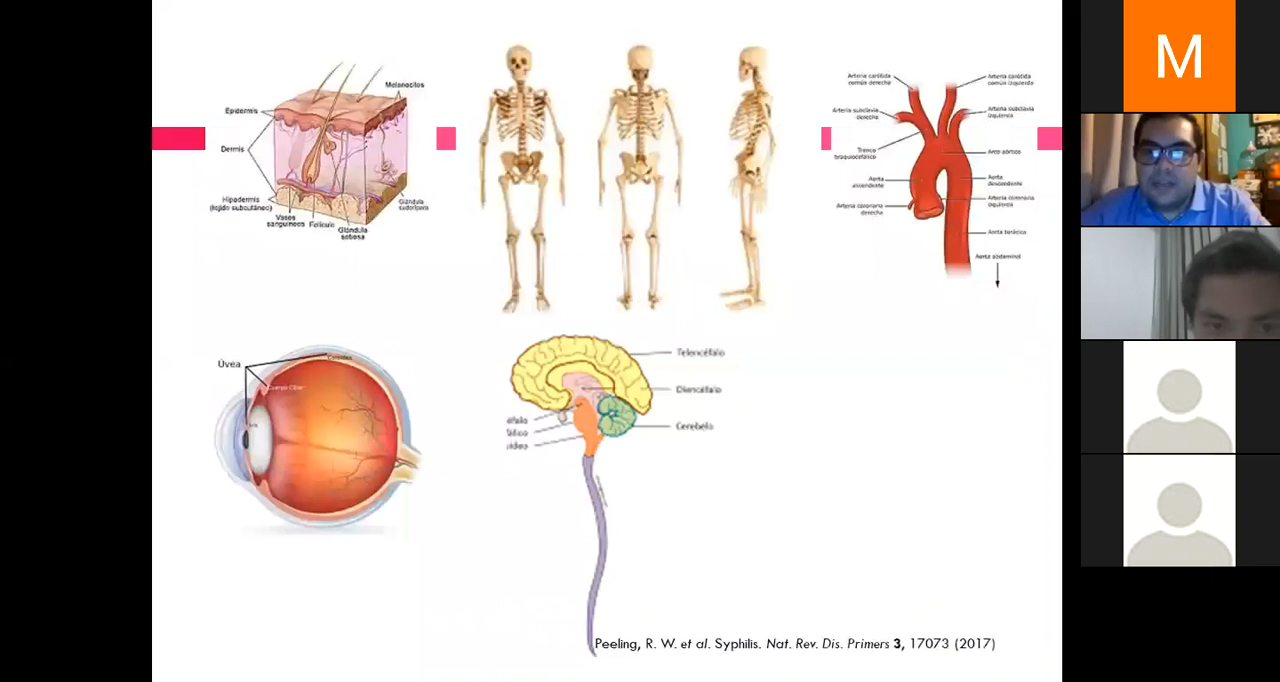 Melanocitos
Epidermis
Dermis
Hipodermis
(tejido subcutáneo)
Vasos
sanguíneos
Folículo
Glándula
sebosa
Glándula
sudorípara
Arteria carótida
común derecha
Arteria carótida
común izquierda
Arteria subclavia
derecha
Arteria subclavia
izquierda
Tronco
braquiocefálico
Arco aórtico
Aorta
ascendente
Aorta
descendente
Arteria coronaria
derecha
Arteria coronaria
izquierda
Aorta torácica
Aorta abdominal
Úvea
Coroides
Cuerpo Ciliar
Iris
Telencéfalo
Diencéfalo
Cerebelo
Peeling, R. W. et al. Syphilis. Nat. Rev. Dis. Primers 3, 17073 (2017)
M